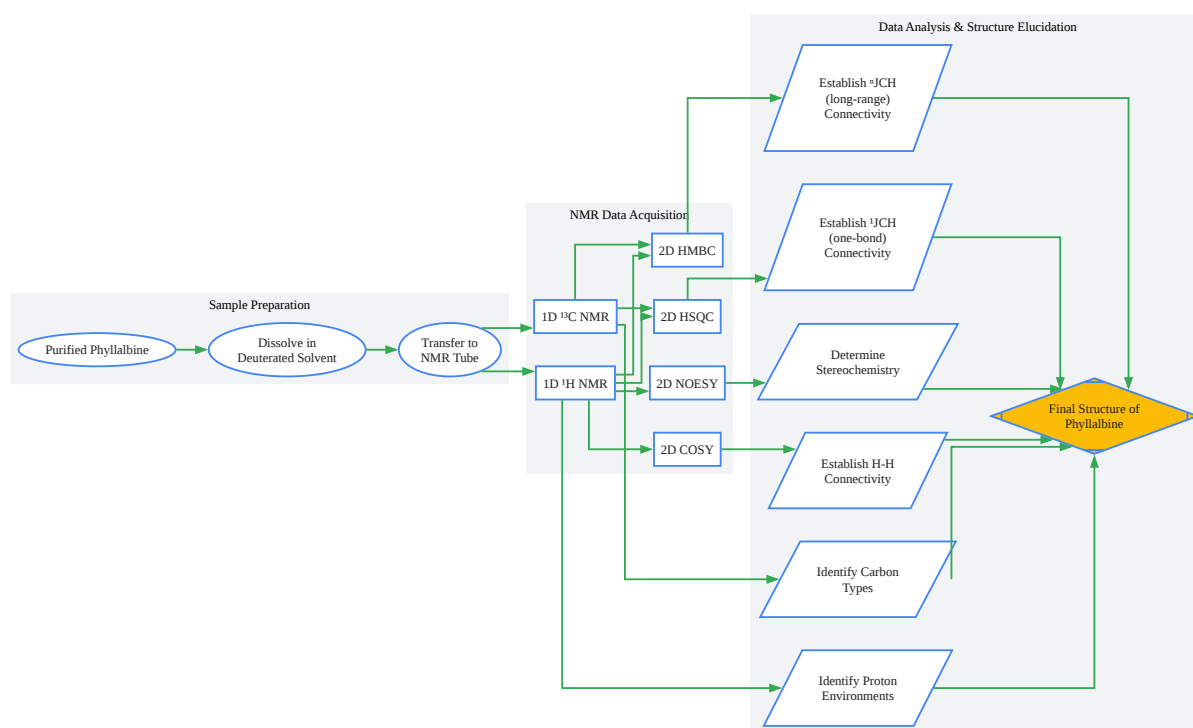 Data Analysis & Structure Elucidation
Establish ⁿJCH
(long-range)
Connectivity
NMR Data Acquisition
Establish ¹JCH
(one-bond)
Connectivity
2D HMBC
Sample Preparation
1D ¹³C NMR
2D HSQC
Purified Phyllalbine
Dissolve in
Deuterated Solvent
Transfer to
NMR Tube
Determine
Stereochemistry
1D ¹H NMR
2D NOESY
Final Structure of
Phyllalbine
2D COSY
Establish H-H
Connectivity
Identify Carbon
Types
Identify Proton
Environments